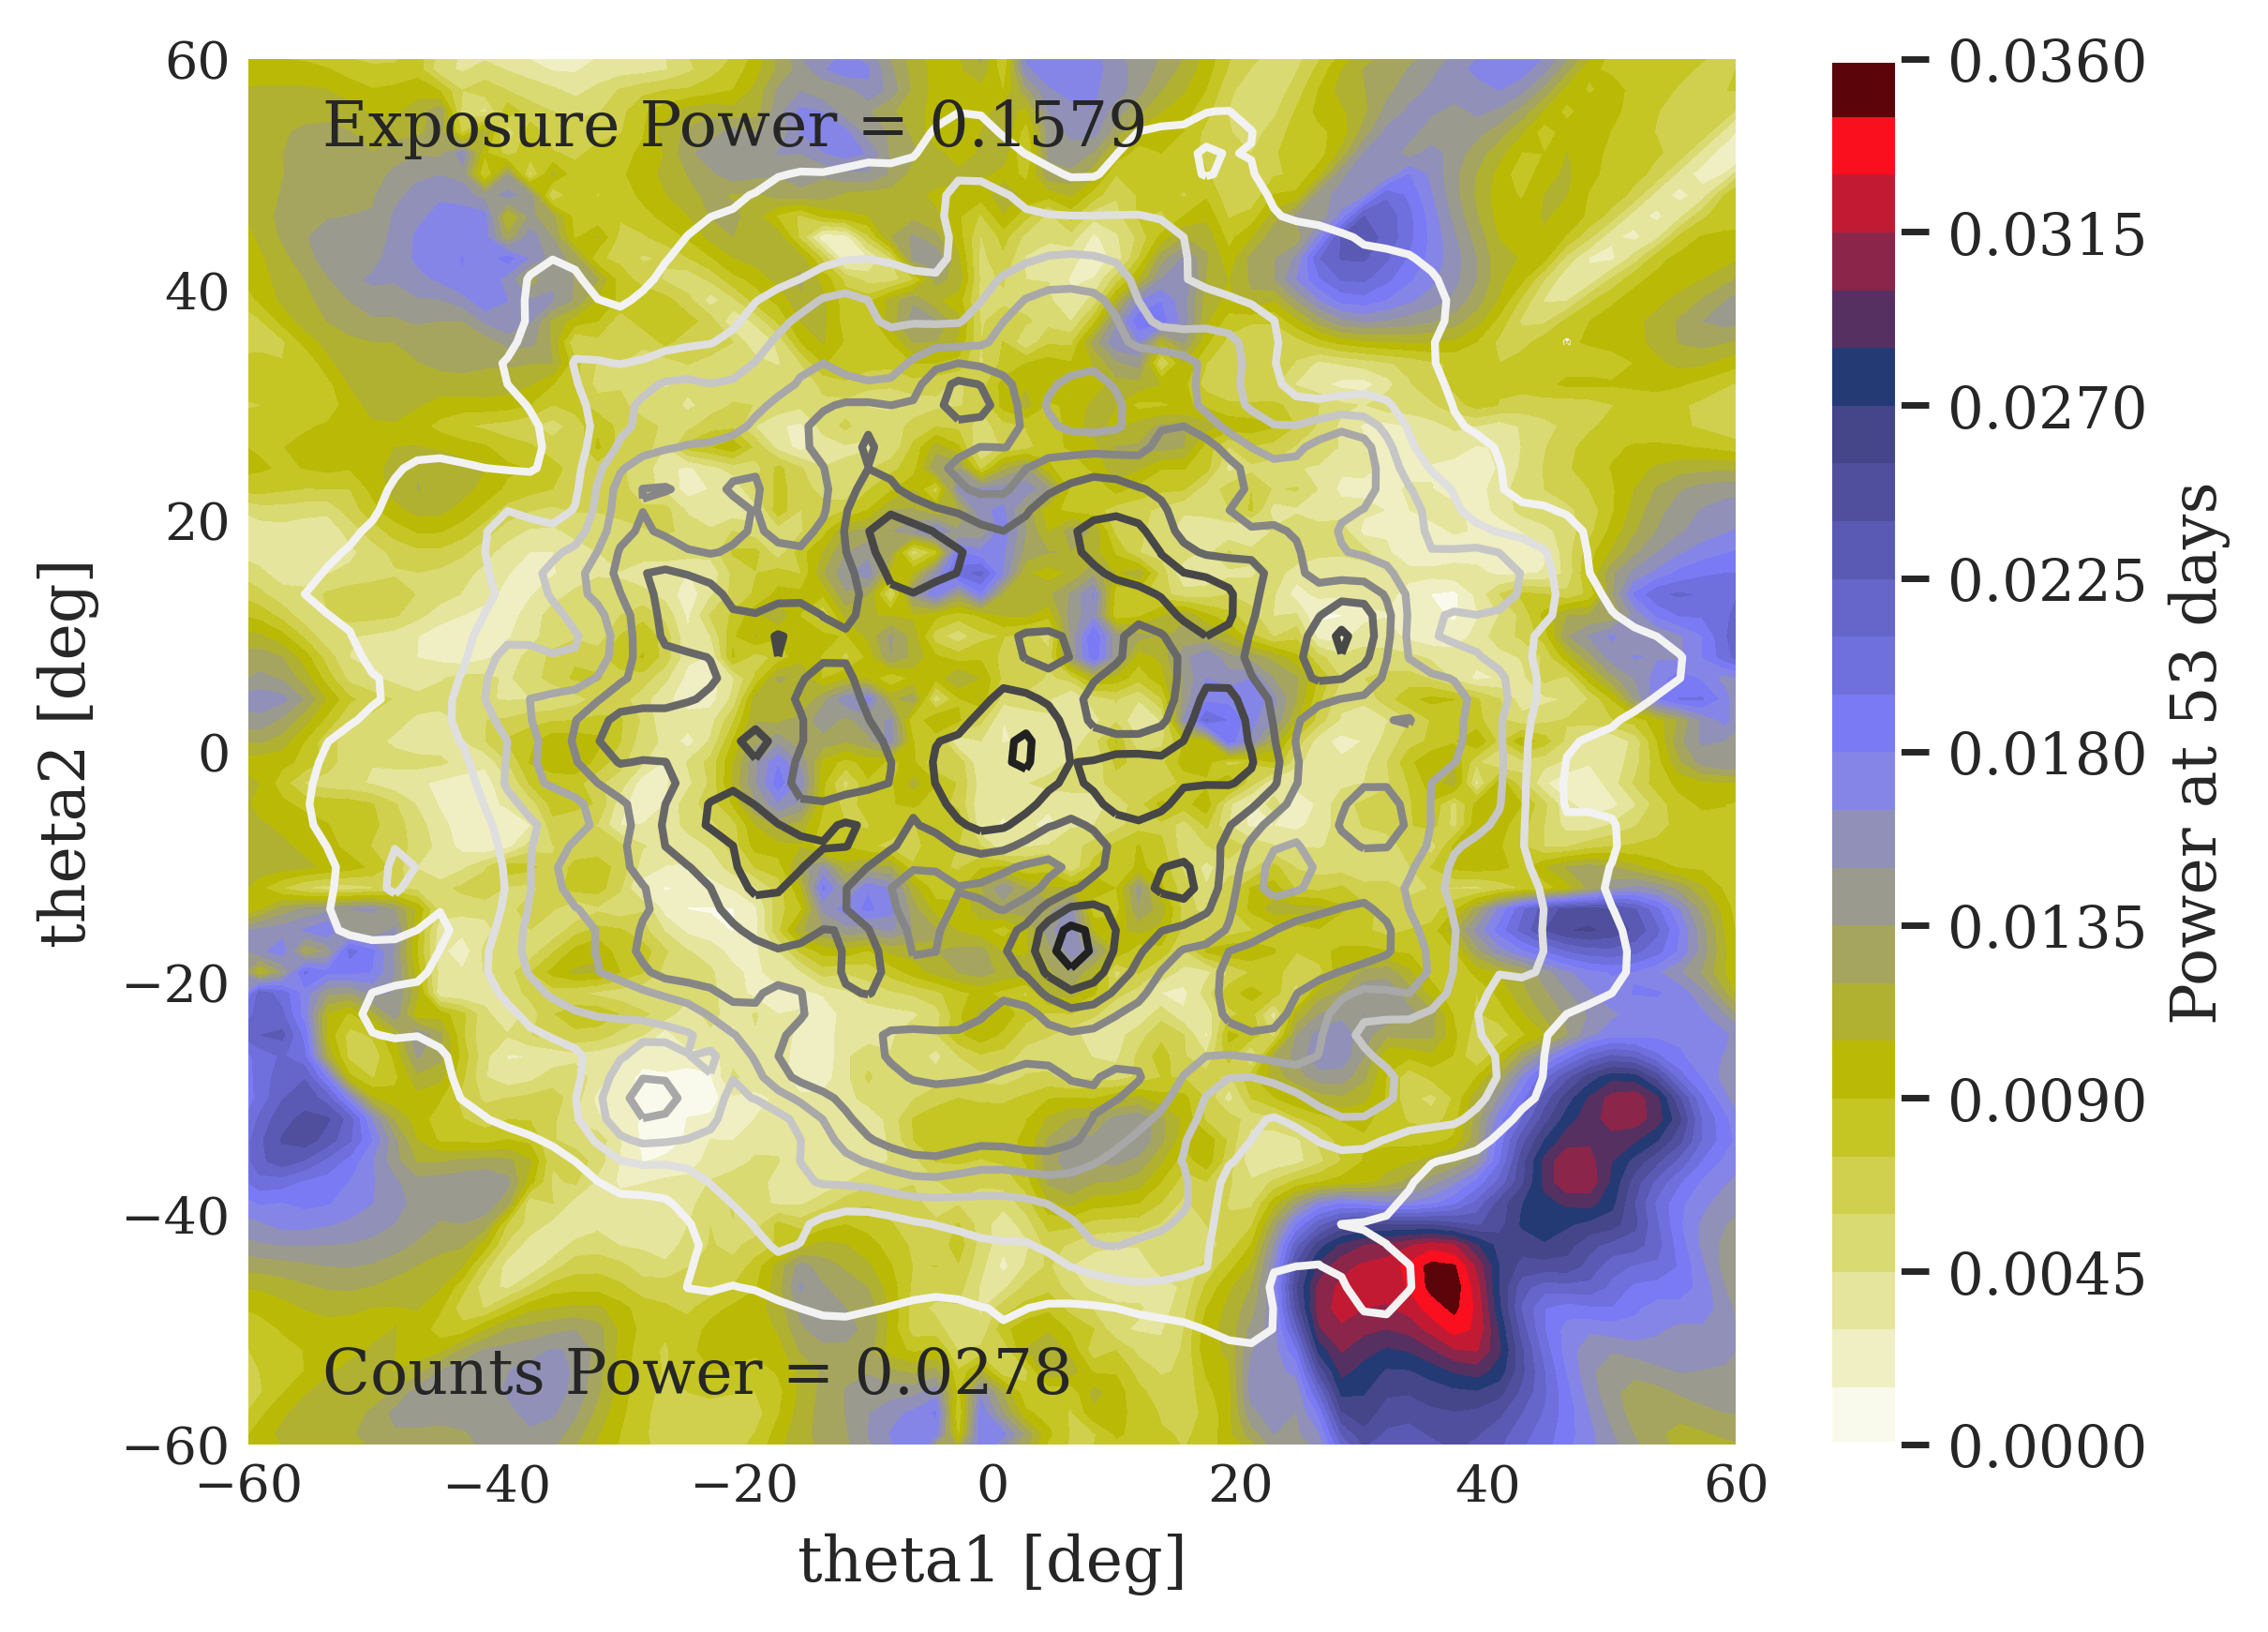 Exposure Power = 0.1579
Counts Power = 0.0278
60
40
20
0
−20
−40
−60
−60 −40 −20 0 20 40 60
theta1 [deg]
theta2 [deg]
0.0360
0.0315
0.0270
0.0225
0.0180
0.0135
0.0090
0.0045
0.0000
Power at 53 days